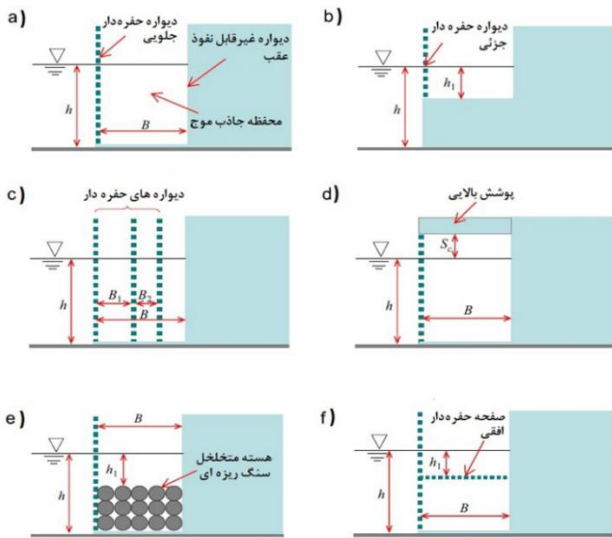 a)
دیواره حفره‌دار
جلویی
دیواره غیرقابل نفوذ
عقب
h
B
محفظه جاذب موج
b)
دیواره حفره دار
جزئی
h₁
h
c)
دیواره های حفره دار
h
B₁
B₂
B
d)
پوشش بالایی
S_c
h
B
e)
B
هسته متخلخل
سنگ ریزه ای
h₁
h
f)
صفحه حفره‌دار
افقی
h₁
h
B